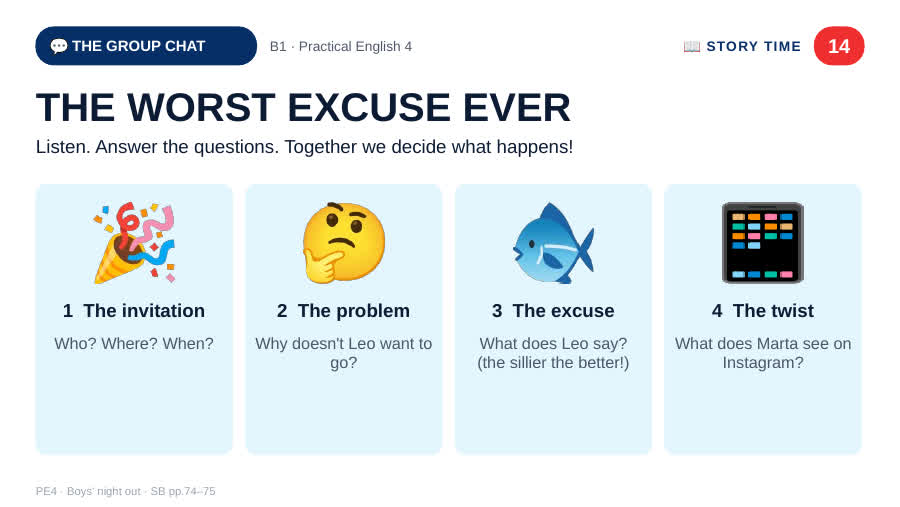 💬 THE GROUP CHAT
B1 · Practical English 4
📖 STORY TIME
14
THE WORST EXCUSE EVER
Listen. Answer the questions. Together we decide what happens!
1 The invitation
Who? Where? When?
2 The problem
Why doesn't Leo want to
go?
3 The excuse
What does Leo say?
(the sillier the better!)
4 The twist
What does Marta see on
Instagram?
PE4 · Boys' night out · SB pp.74–75